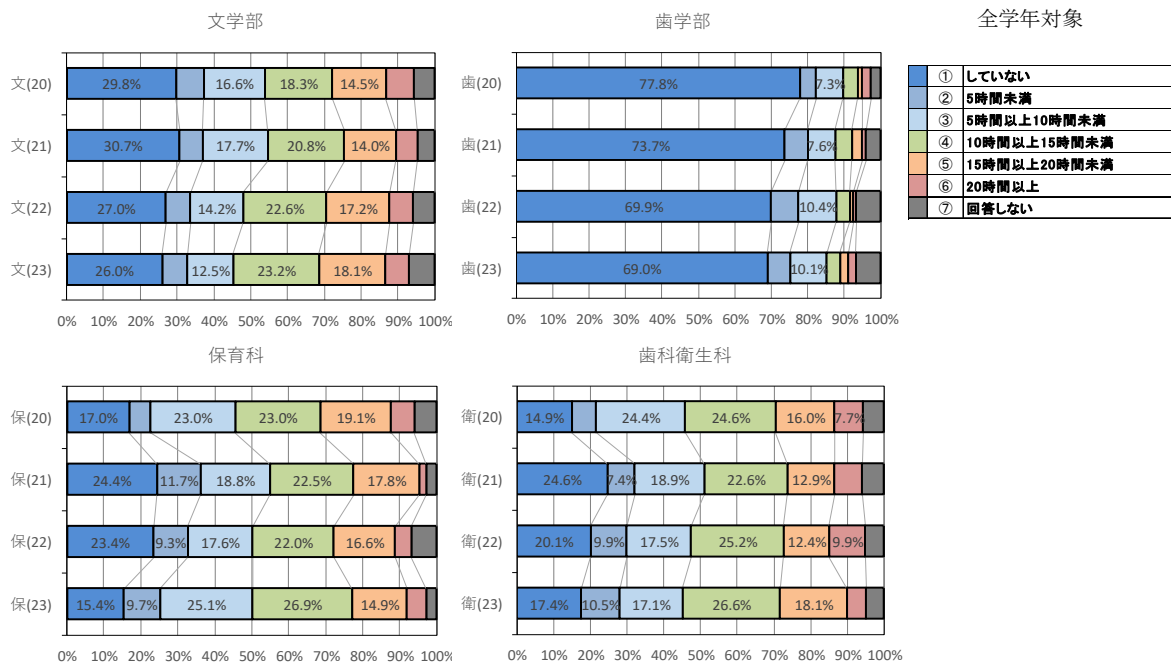 文学部
文(20) 29.8% 16.6% 18.3% 14.5%
文(21) 30.7% 17.7% 20.8% 14.0%
文(22) 27.0% 14.2% 22.6% 17.2%
文(23) 26.0% 12.5% 23.2% 18.1%
0% 10% 20% 30% 40% 50% 60% 70% 80% 90% 100%
歯学部
歯(20) 77.8% 7.3%
歯(21) 73.7% 7.6%
歯(22) 69.9% 10.4%
歯(23) 69.0% 10.1%
0% 10% 20% 30% 40% 50% 60% 70% 80% 90% 100%
全学年対象
① していない
② 5時間未満
③ 5時間以上10時間未満
④ 10時間以上15時間未満
⑤ 15時間以上20時間未満
⑥ 20時間以上
⑦ 回答しない
保育科
保(20) 17.0% 23.0% 23.0% 19.1%
保(21) 24.4% 11.7% 18.8% 22.5% 17.8%
保(22) 23.4% 9.3% 17.6% 22.0% 16.6%
保(23) 15.4% 9.7% 25.1% 26.9% 14.9%
0% 10% 20% 30% 40% 50% 60% 70% 80% 90% 100%
歯科衛生科
衛(20) 14.9% 24.4% 24.6% 16.0% 7.7%
衛(21) 24.6% 7.4% 18.9% 22.6% 12.9%
衛(22) 20.1% 9.9% 17.5% 25.2% 12.4% 9.9%
衛(23) 17.4% 10.5% 17.1% 26.6% 18.1%
0% 10% 20% 30% 40% 50% 60% 70% 80% 90% 100%